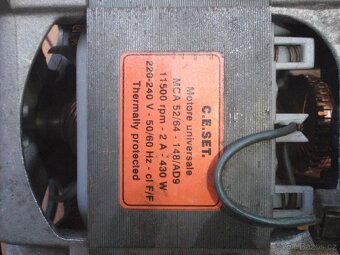 C.E.SET.
Motore universale
MCA 52/64 - 148/AD9
11500 rpm - 2 A - 430 W
220-240 V - 50/60 Hz - cl F/F
Thermally protected